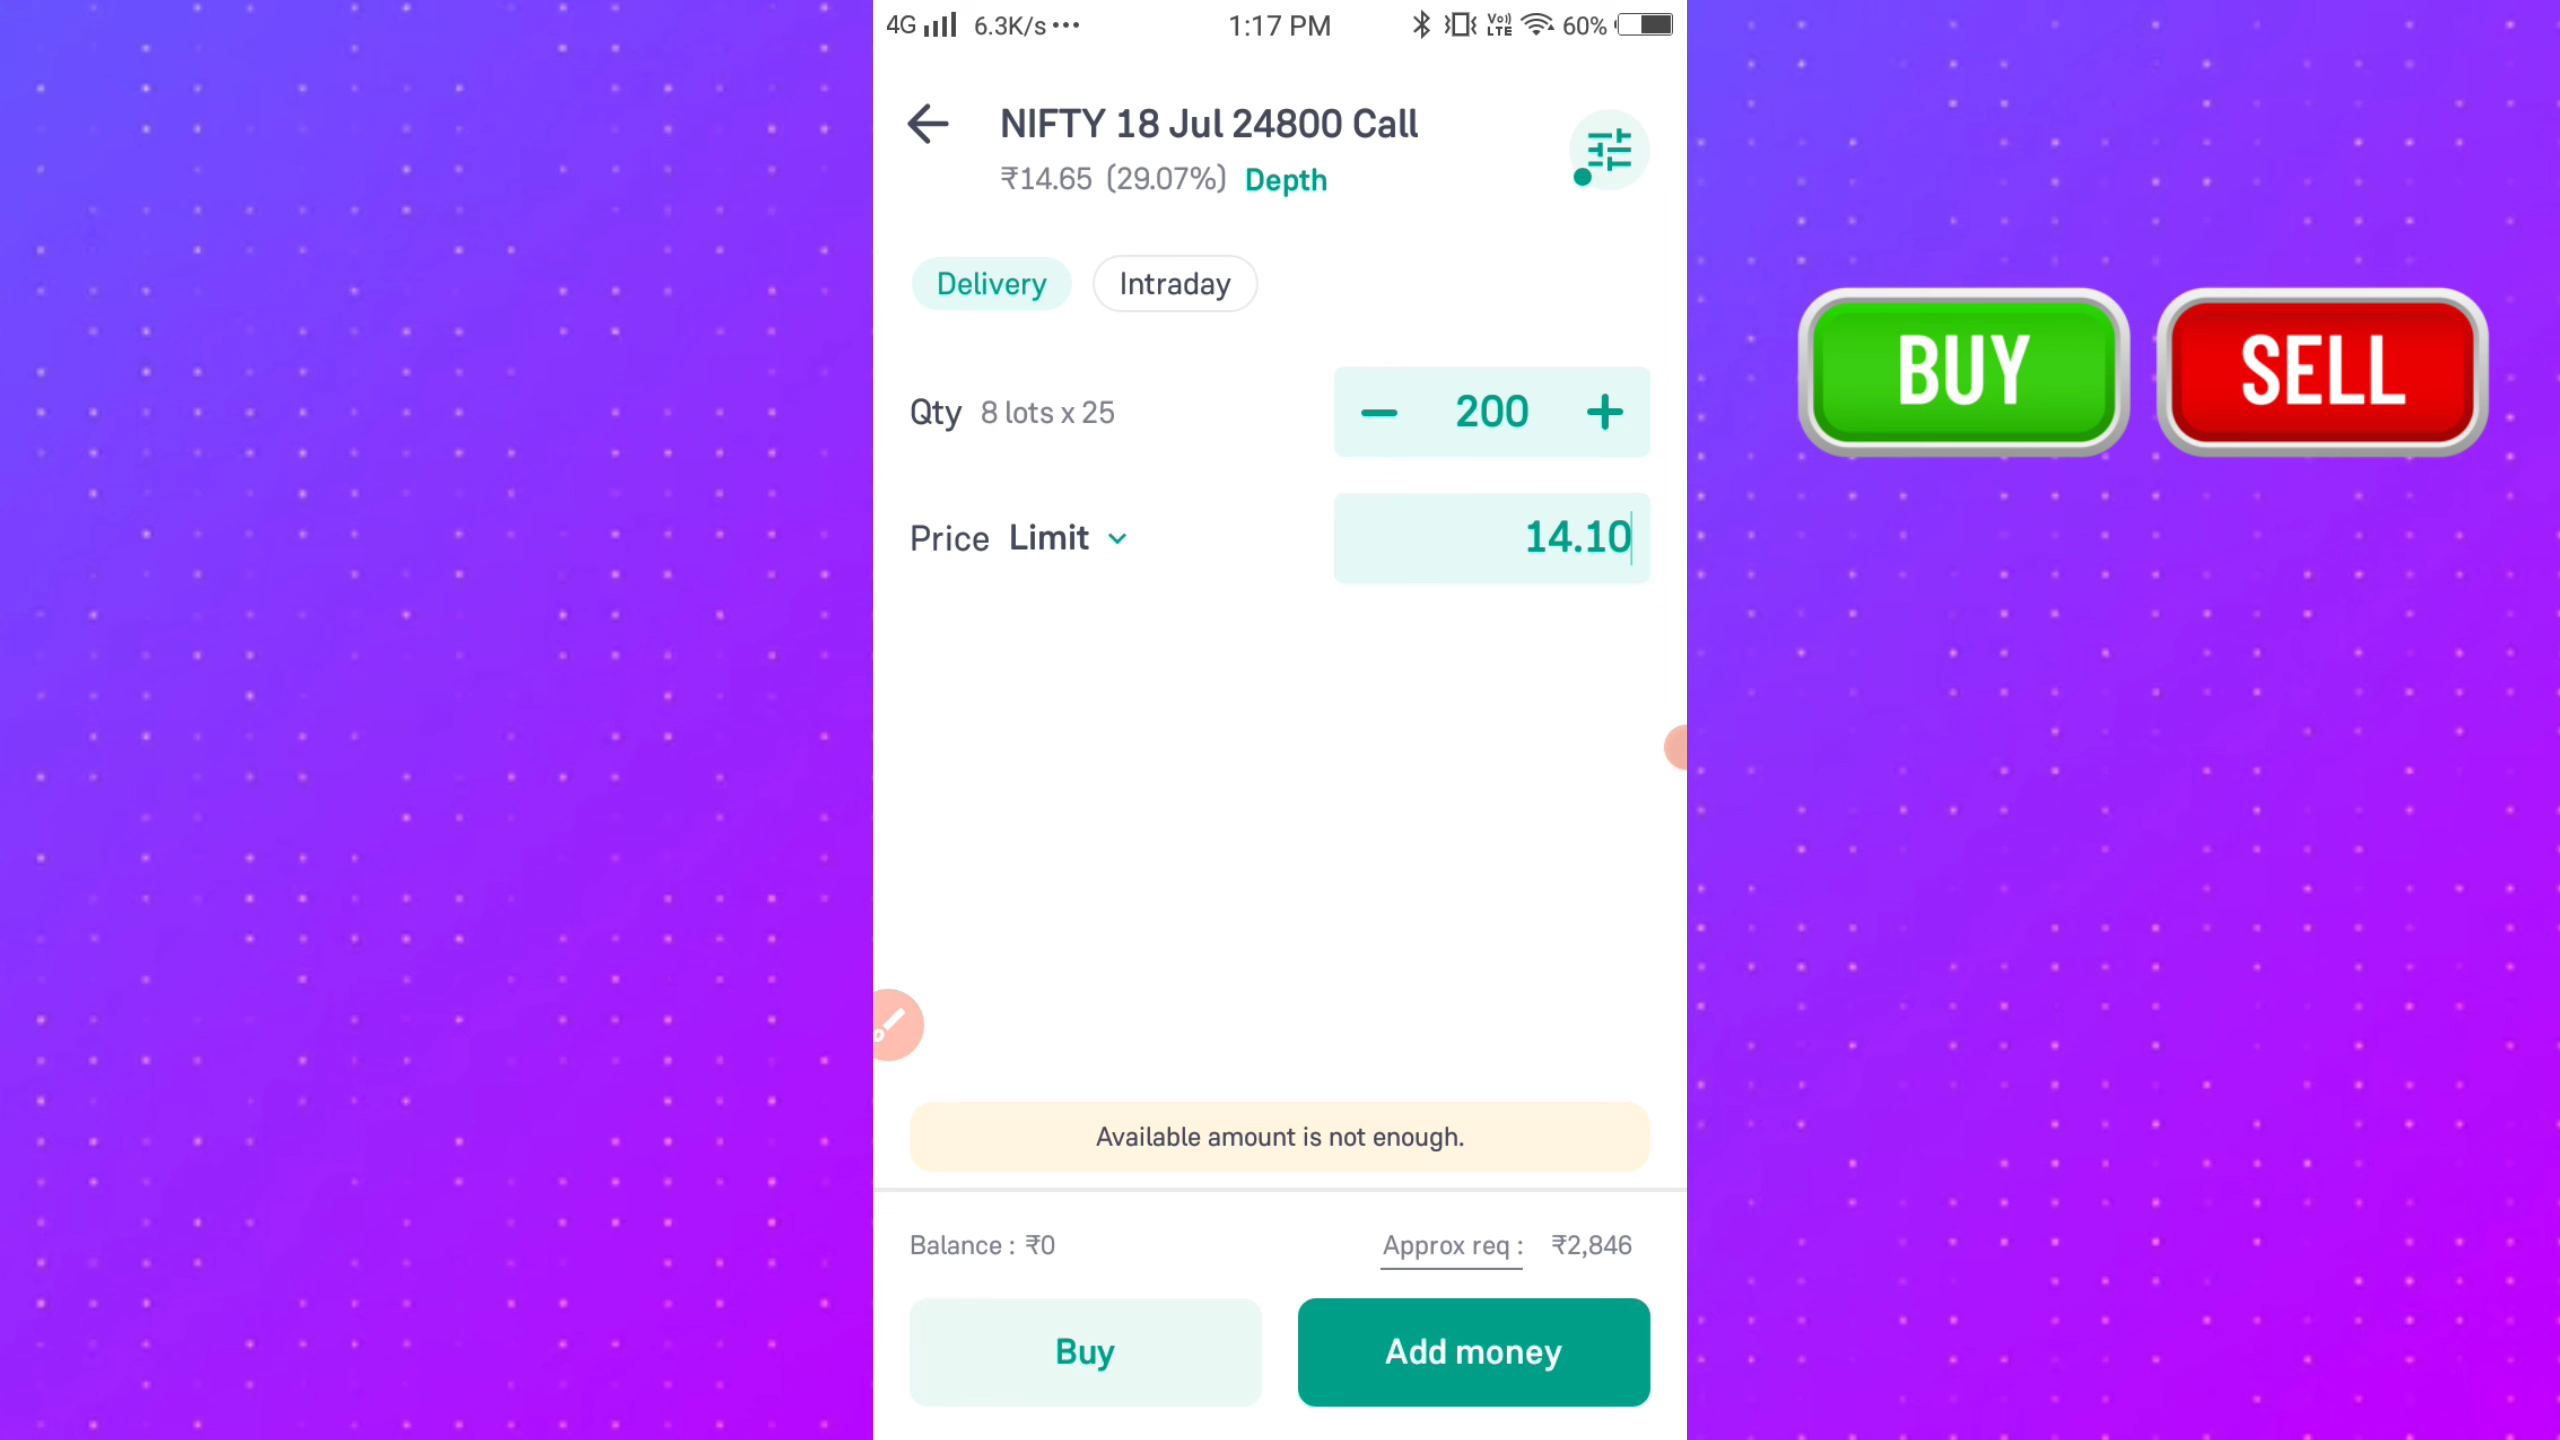 4G 6.3K/s ... 1:17 PM Vo)) LTE 60%
NIFTY 18 Jul 24800 Call
₹14.65 (29.07%) Depth
Delivery Intraday
BUY SELL
Qty 8 lots x 25 − 200 +
Price Limit 14.10
Available amount is not enough.
Balance : ₹0 Approx req : ₹2,846
Buy Add money